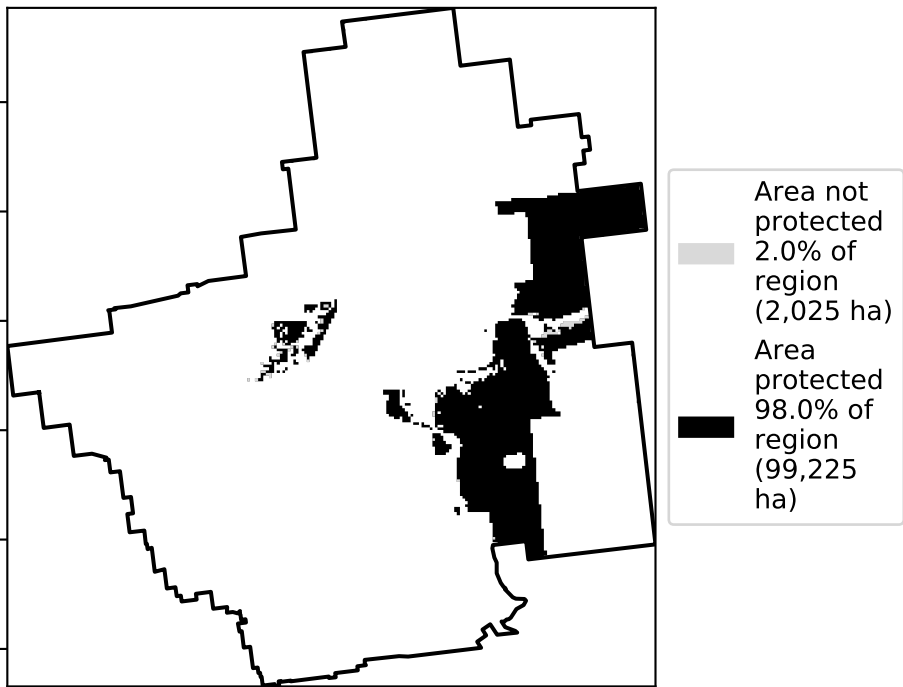 Area not
protected
2.0% of
region
(2,025 ha)
Area
protected
98.0% of
region
(99,225
ha)